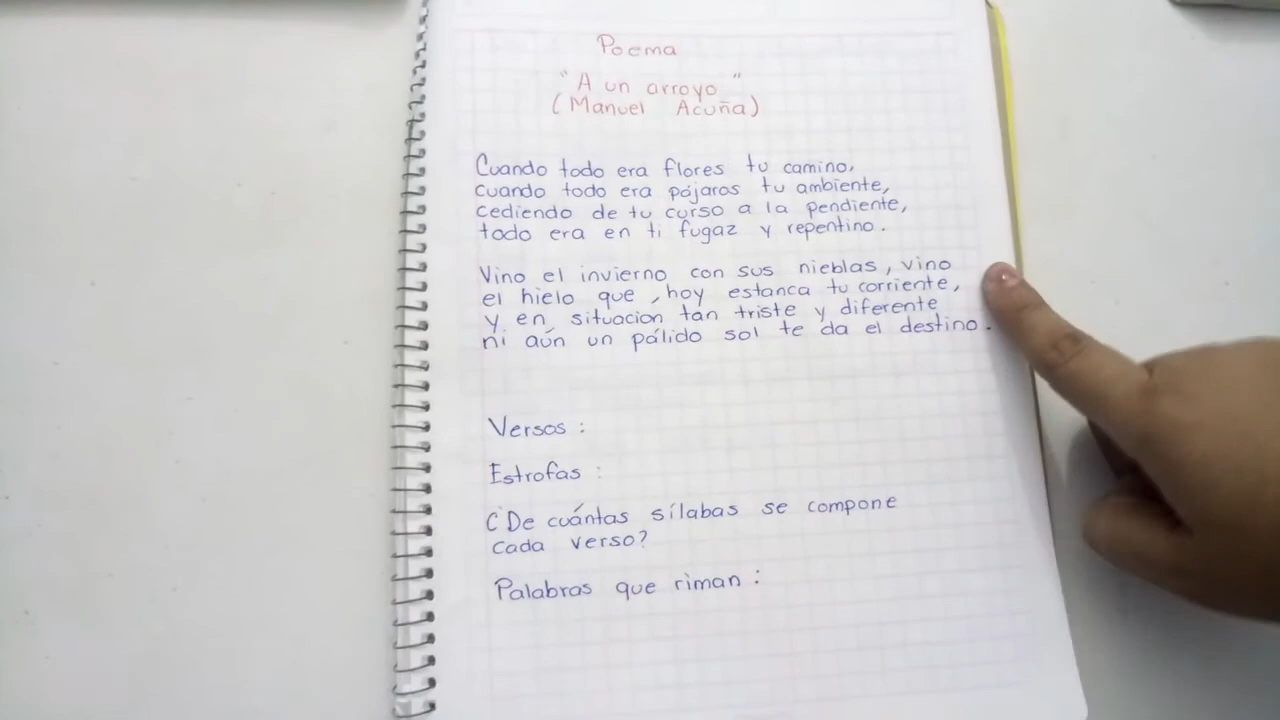 Poema
"A un arroyo"
(Manuel Acuña)
Cuando todo era flores tu camino,
cuando todo era pájaros tu ambiente,
cediendo de tu curso a la pendiente,
todo era en ti fugaz y repentino.
Vino el invierno con sus nieblas, vino
el hielo que, hoy estanca tu corriente,
y en situacion tan triste y diferente
ni aún un pálido sol te da el destino.
Versos :
Estrofas :
¿De cuántas sílabas se compone
cada verso?
Palabras que riman :